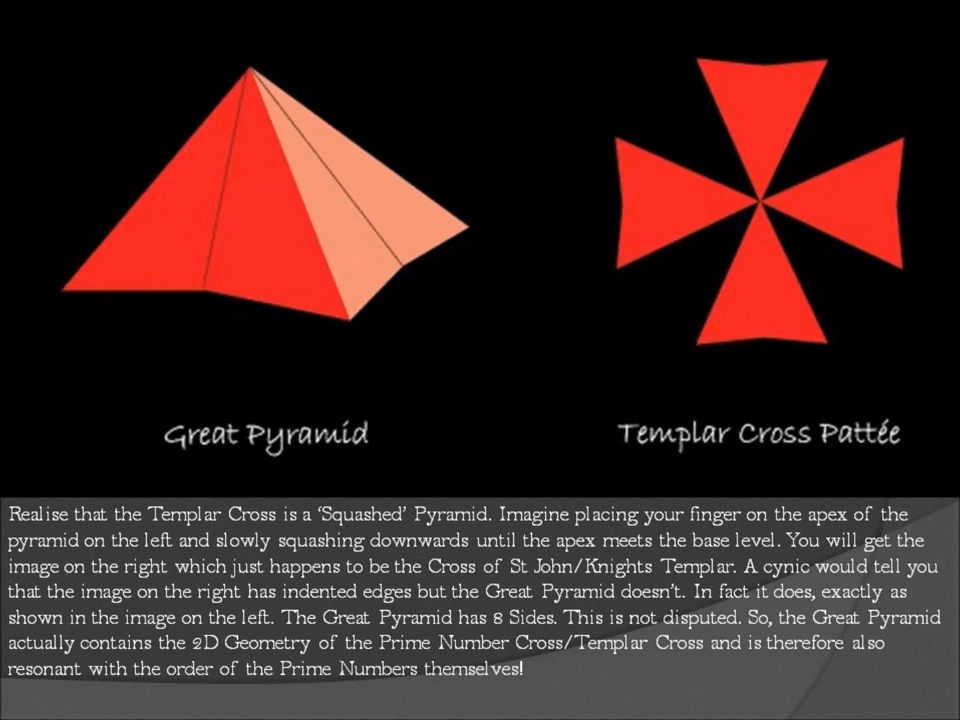 Great Pyramid
Templar Cross Pattée
Realise that the Templar Cross is a ‘Squashed’ Pyramid. Imagine placing your finger on the apex of the
pyramid on the left and slowly squashing downwards until the apex meets the base level. You will get the
image on the right which just happens to be the Cross of St John/Knights Templar. A cynic would tell you
that the image on the right has indented edges but the Great Pyramid doesn’t. In fact it does, exactly as
shown in the image on the left. The Great Pyramid has 8 Sides. This is not disputed. So, the Great Pyramid
actually contains the 2D Geometry of the Prime Number Cross/Templar Cross and is therefore also
resonant with the order of the Prime Numbers themselves!